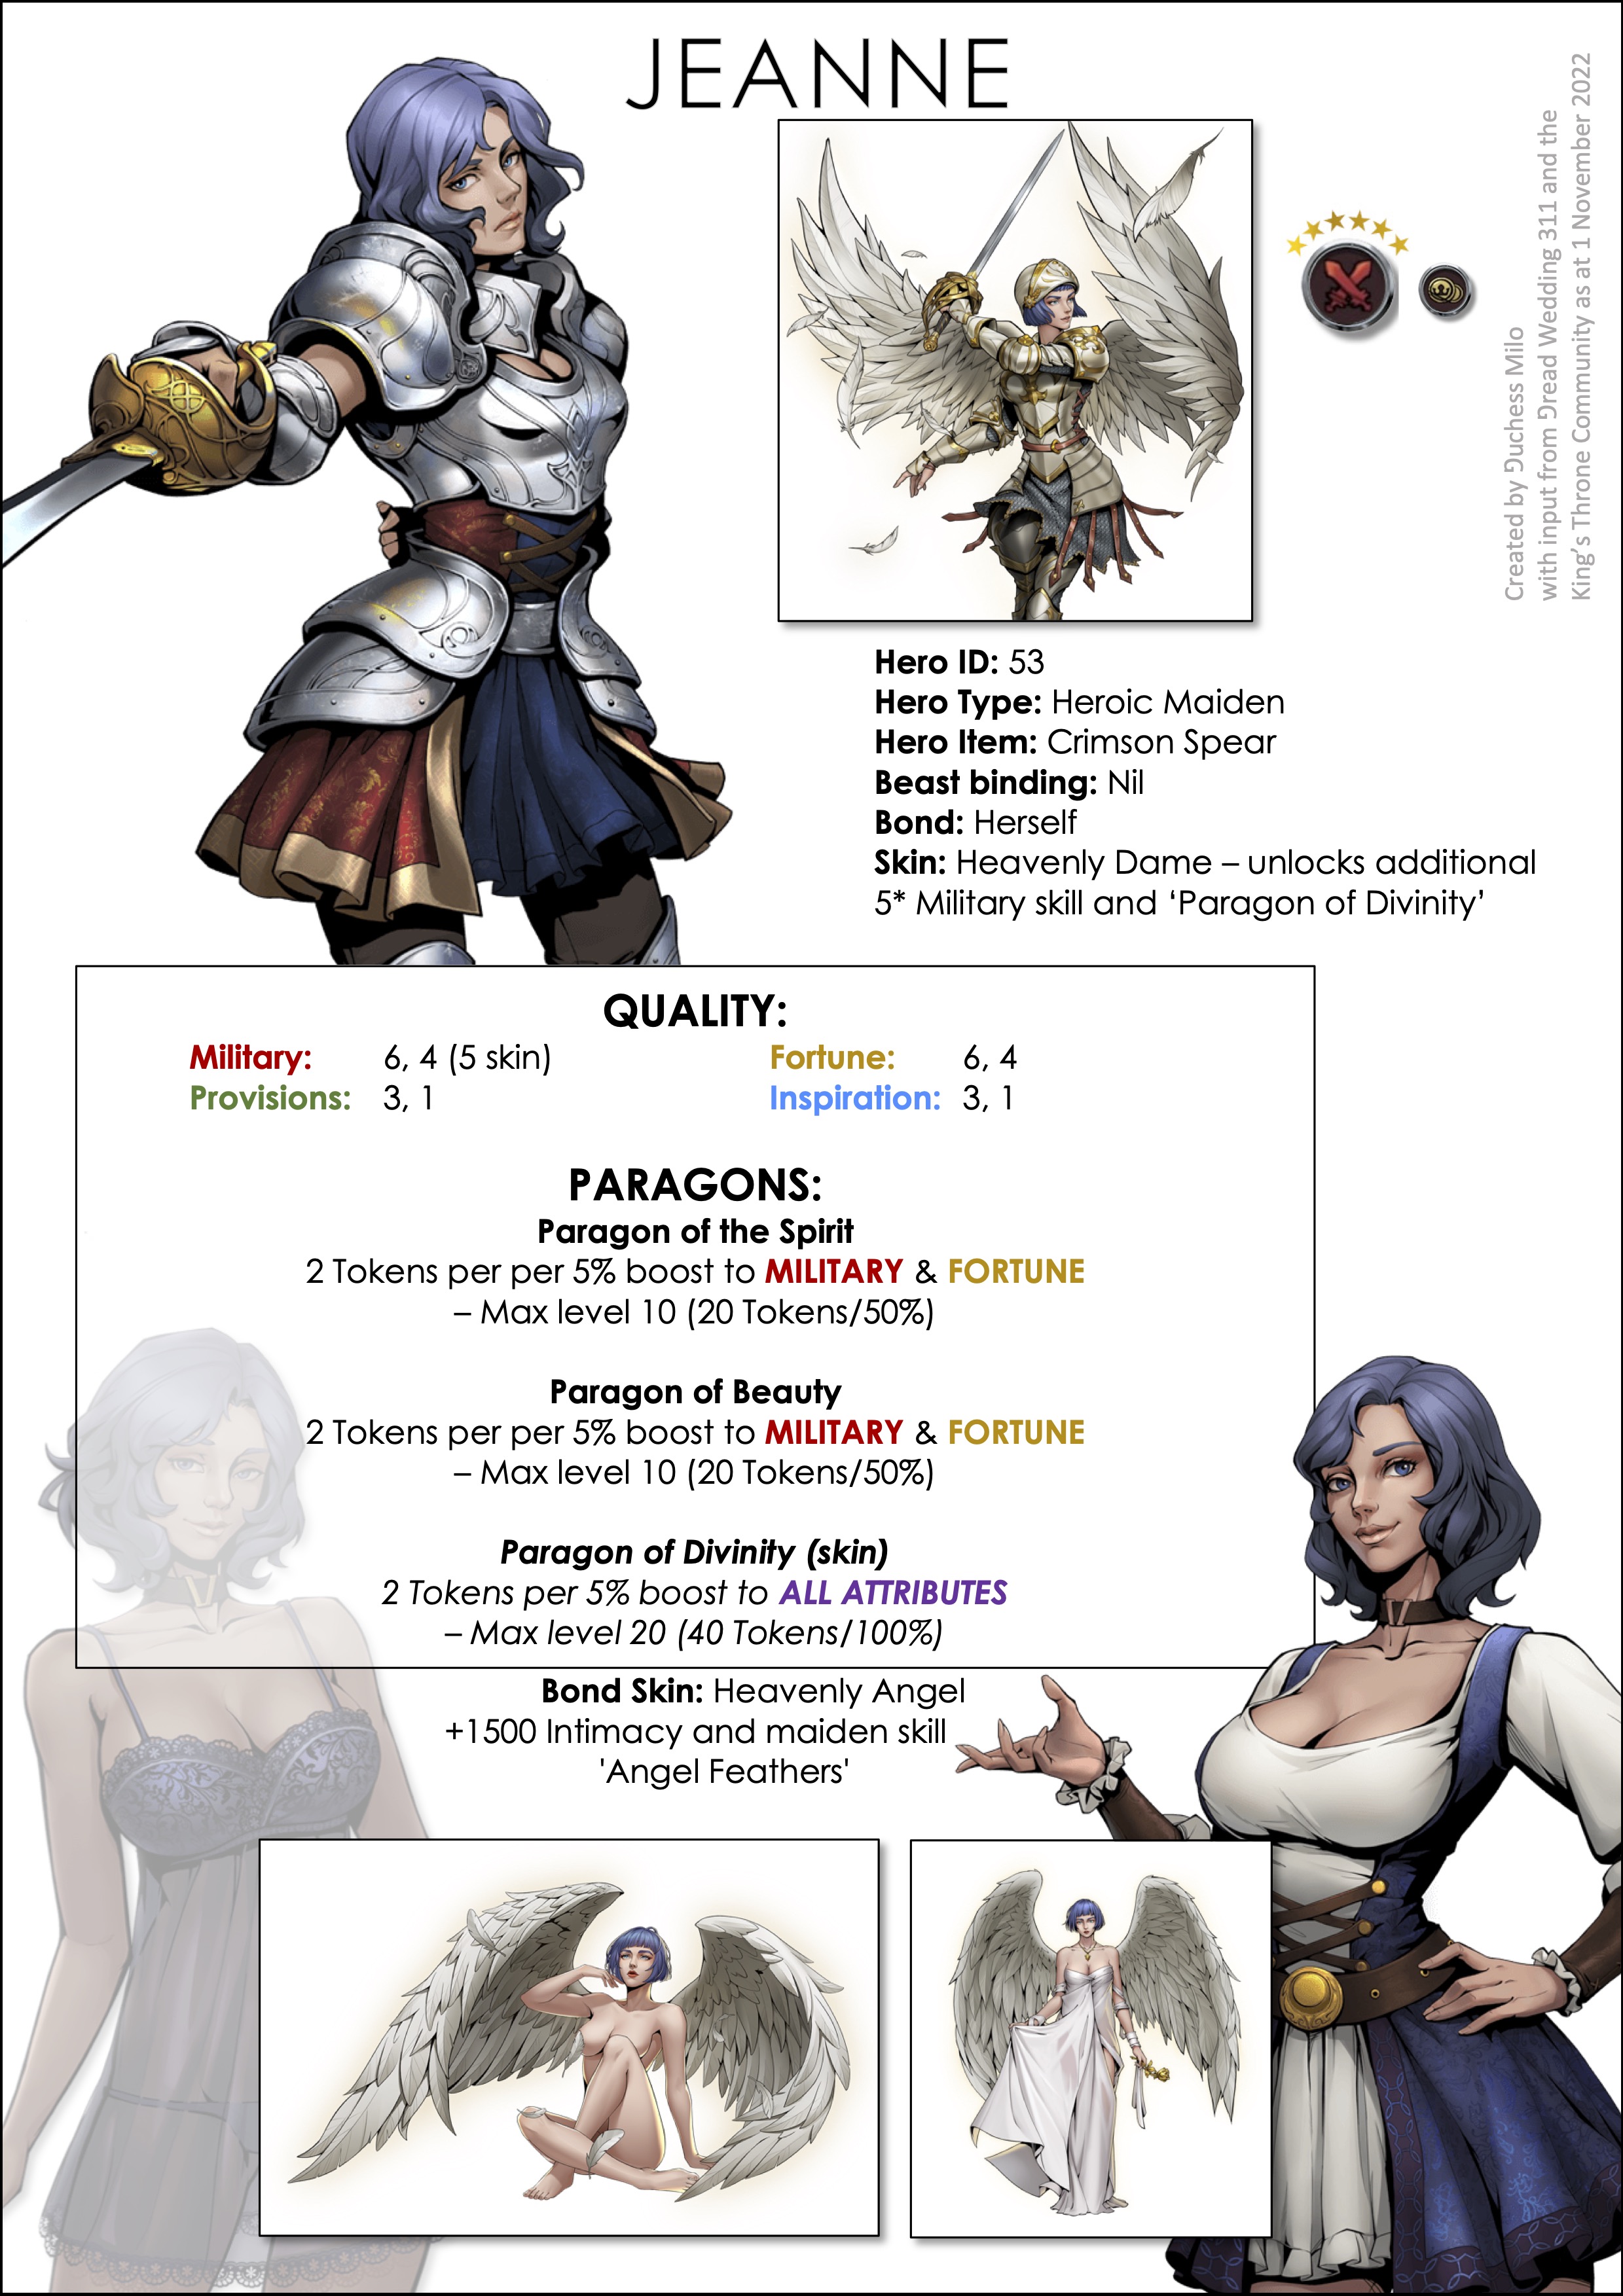 JEANNE
Created by Duchess Milo
with input from Dread Wedding 311 and the
King's Throne Community as at 1 November 2022
Hero ID: 53
Hero Type: Heroic Maiden
Hero Item: Crimson Spear
Beast binding: Nil
Bond: Herself
Skin: Heavenly Dame – unlocks additional
5* Military skill and ‘Paragon of Divinity’
QUALITY:
Military: 6, 4 (5 skin) Fortune: 6, 4
Provisions: 3, 1 Inspiration: 3, 1
PARAGONS:
Paragon of the Spirit
2 Tokens per per 5% boost to MILITARY & FORTUNE
– Max level 10 (20 Tokens/50%)
Paragon of Beauty
2 Tokens per per 5% boost to MILITARY & FORTUNE
– Max level 10 (20 Tokens/50%)
Paragon of Divinity (skin)
2 Tokens per 5% boost to ALL ATTRIBUTES
– Max level 20 (40 Tokens/100%)
Bond Skin: Heavenly Angel
+1500 Intimacy and maiden skill
'Angel Feathers'